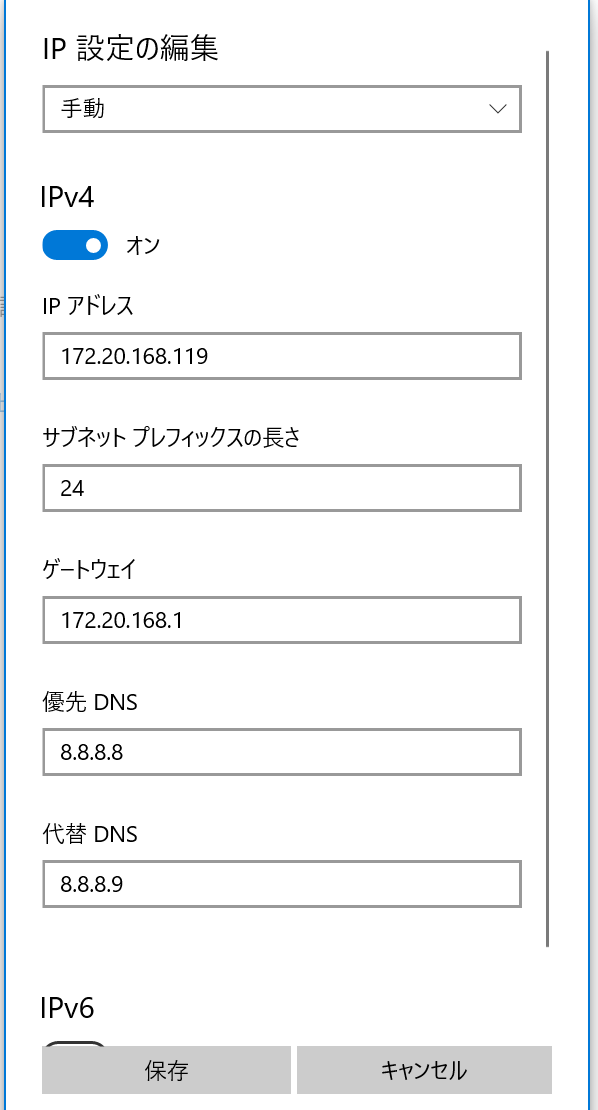 IP 設定の編集
手動
IPv4
オン
IP アドレス
172.20.168.119
サブネット プレフィックスの長さ
24
ゲートウェイ
172.20.168.1
優先 DNS
8.8.8.8
代替 DNS
8.8.8.9
IPv6
保存 キャンセル